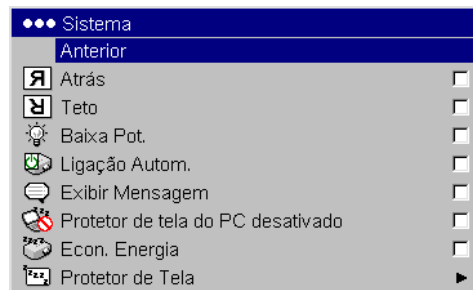 Sistema
Anterior
Atrás
Teto
Baixa Pot.
Ligação Autom.
Exibir Mensagem
Protetor de tela do PC desativado
Econ. Energia
Protetor de Tela